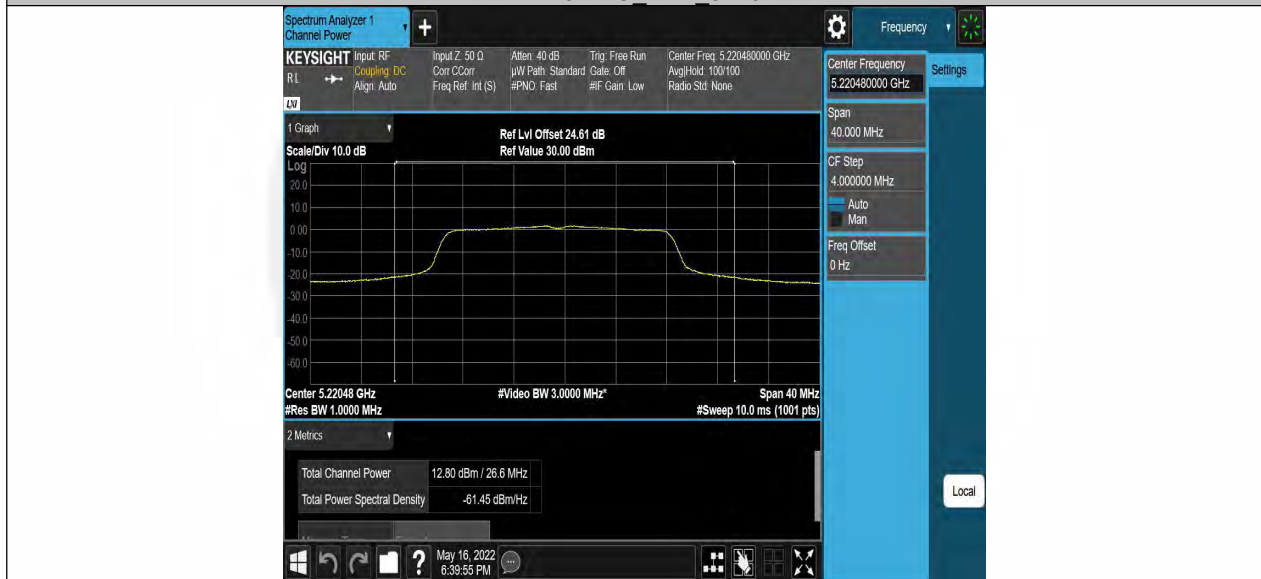 Spectrum Analyzer 1
Channel Power
+
Frequency
KEYSIGHT
RL
LXI
Input: RF
Coupling: DC
Align: Auto
Input Z: 50 Ω
Corr CCorr
Freq Ref: Int (S)
Atten: 40 dB
µW Path: Standard
#PNO: Fast
Trig: Free Run
Gate: Off
#IF Gain: Low
Center Freq: 5.220480000 GHz
Avg|Hold: 100/100
Radio Std: None
Center Frequency
5.220480000 GHz
Settings
Span
40.000 MHz
CF Step
4.000000 MHz
Auto
Man
Freq Offset
0 Hz
Local
1 Graph
Scale/Div 10.0 dB
Ref Lvl Offset 24.61 dB
Ref Value 30.00 dBm
Log
20.0
10.0
0.00
-10.0
-20.0
-30.0
-40.0
-50.0
-60.0
Center 5.22048 GHz
#Res BW 1.0000 MHz
#Video BW 3.0000 MHz*
Span 40 MHz
#Sweep 10.0 ms (1001 pts)
2 Metrics
Total Channel Power 12.80 dBm / 26.6 MHz
Total Power Spectral Density -61.45 dBm/Hz
?
May 16, 2022
6:39:55 PM